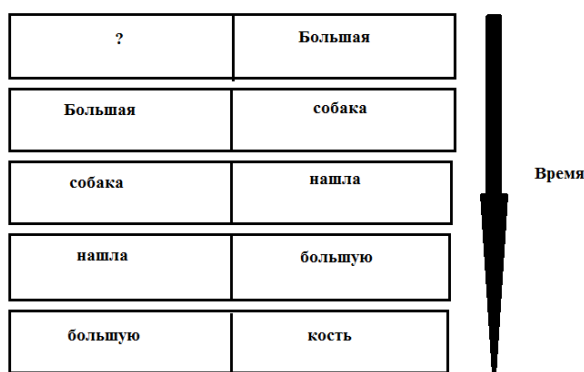 ? Большая
Большая собака
собака нашла
Время
нашла большую
большую кость